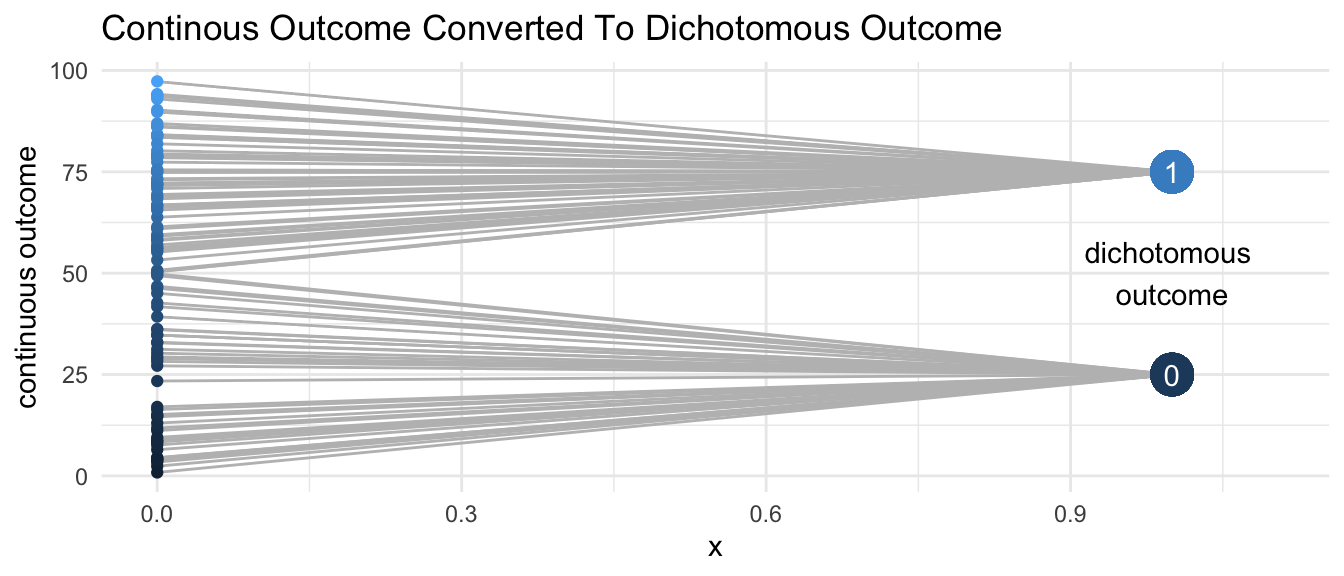 Continous Outcome Converted To Dichotomous Outcome
100
75
50
25
0
continuous outcome
1
dichotomous
outcome
0
0.0
0.3
0.6
0.9
x